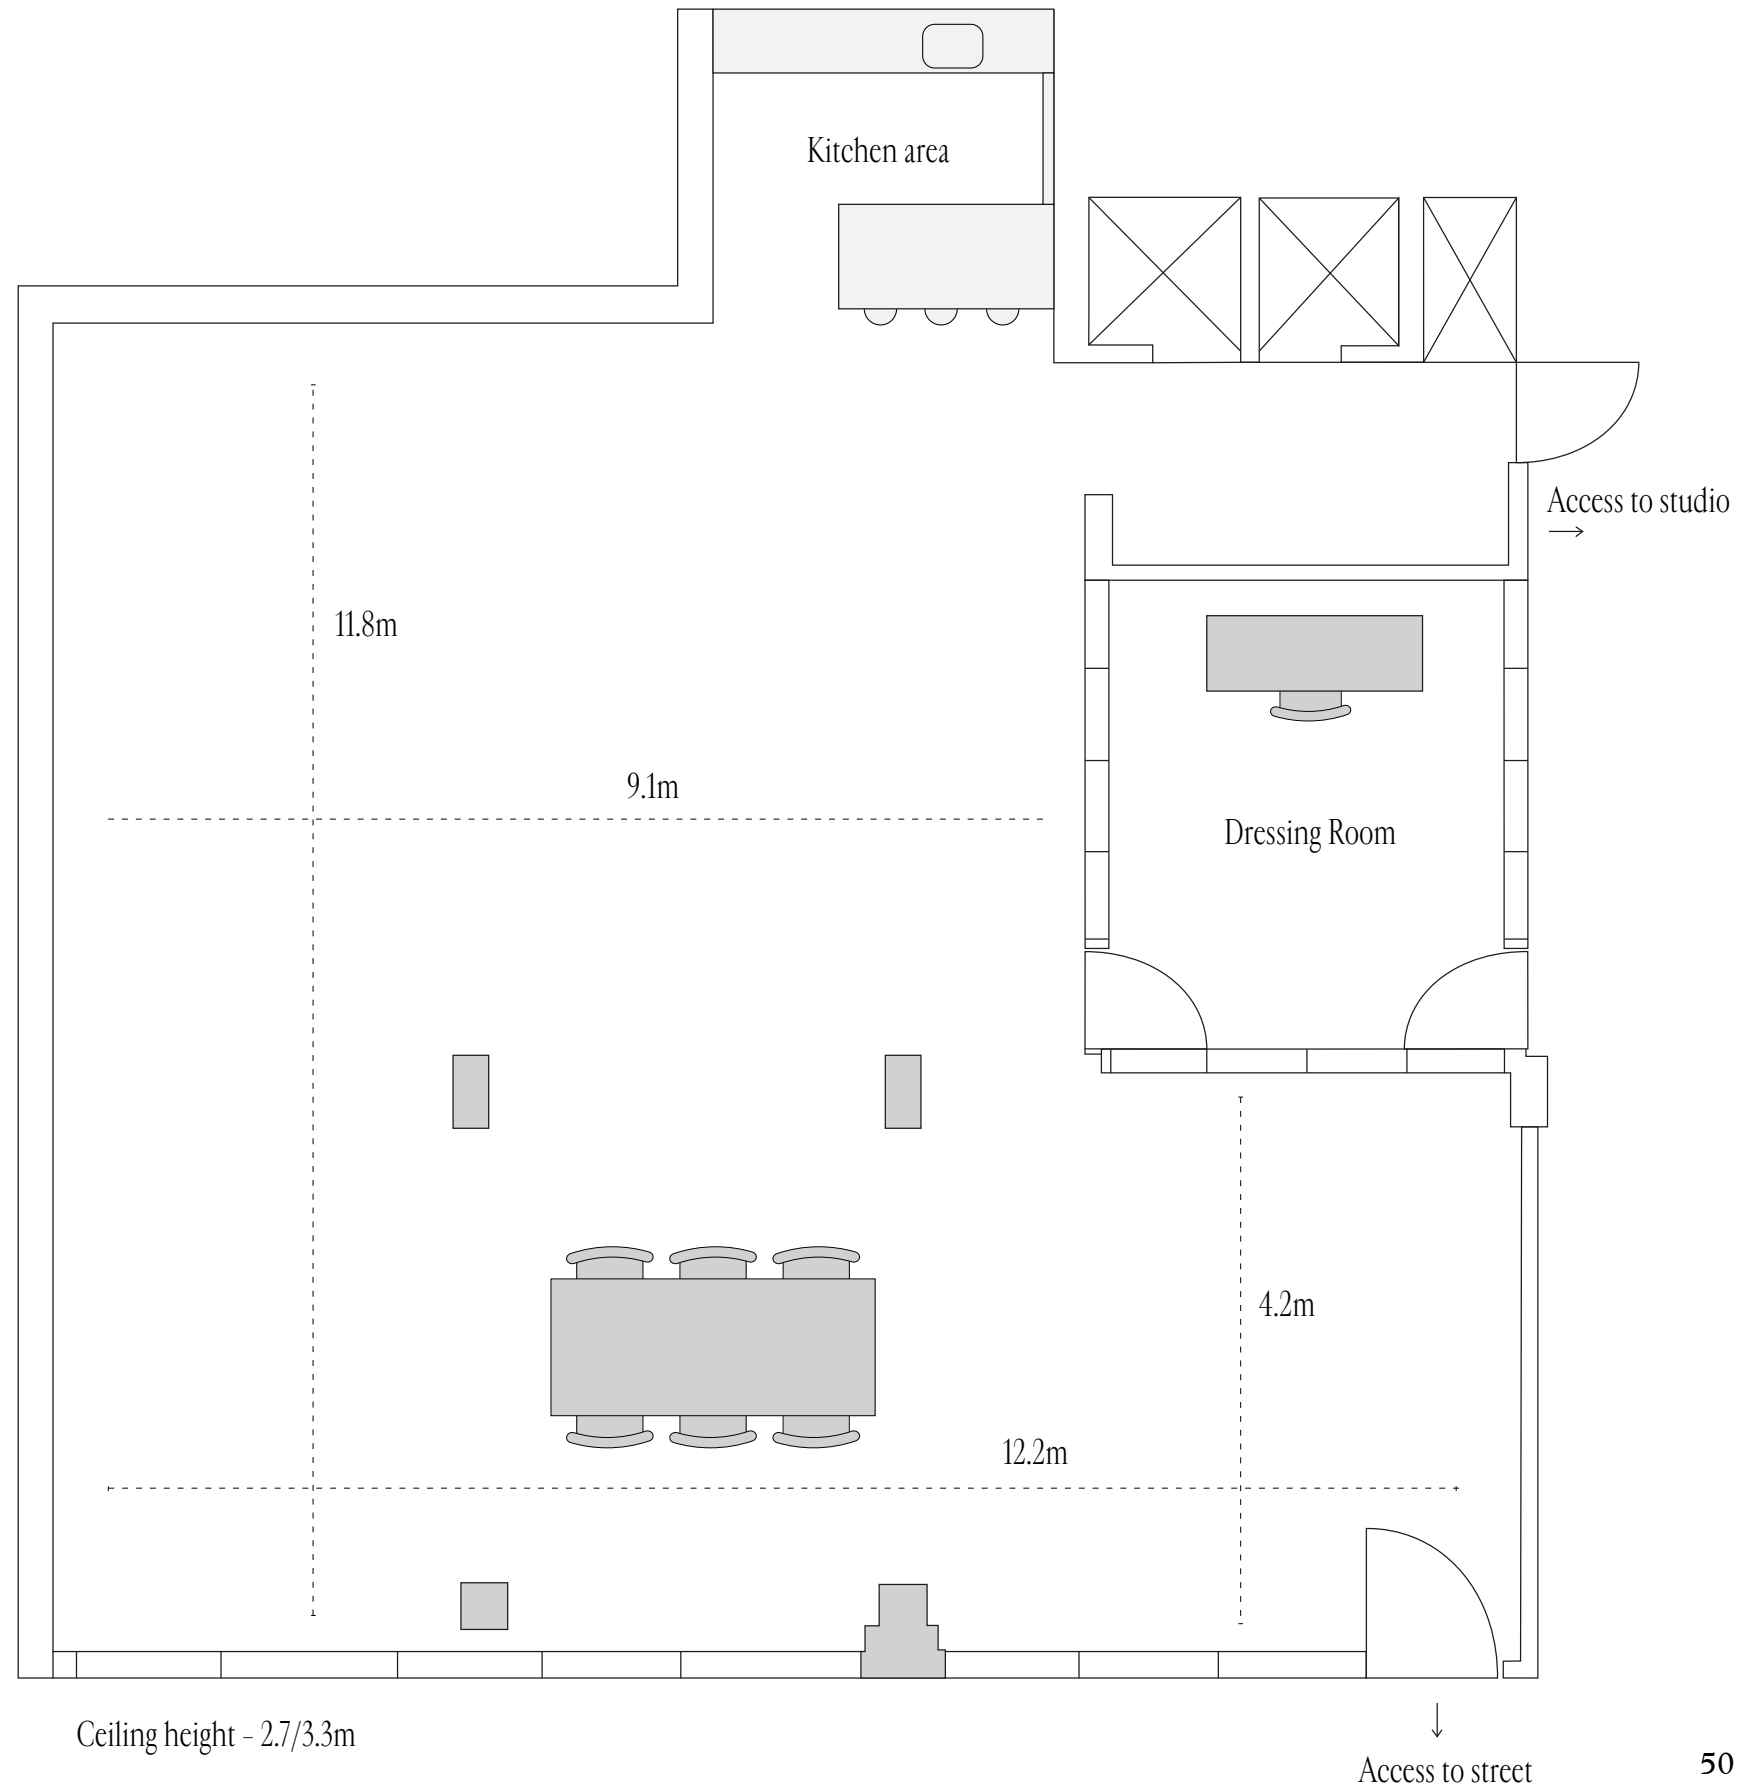 Kitchen area
Access to studio
→
11.8m
9.1m
Dressing Room
4.2m
12.2m
Ceiling height – 2.7/3.3m
↓
Access to street
50